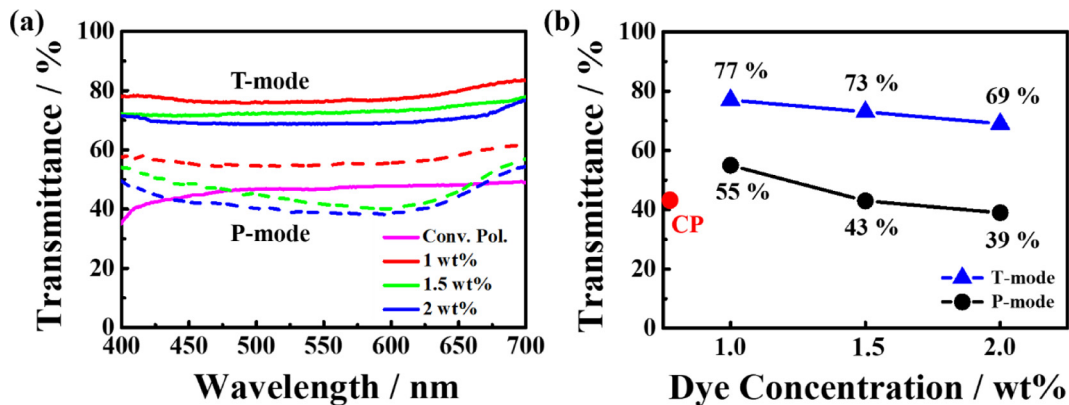 (a)
Transmittance / %
100
80
60
40
20
0
T-mode
P-mode
Conv. Pol.
1 wt%
1.5 wt%
2 wt%
400 450 500 550 600 650 700
Wavelength / nm
(b)
Transmittance / %
100
80
60
40
20
0
77 %
73 %
69 %
55 %
43 %
39 %
CP
T-mode
P-mode
1.0 1.5 2.0
Dye Concentration / wt%